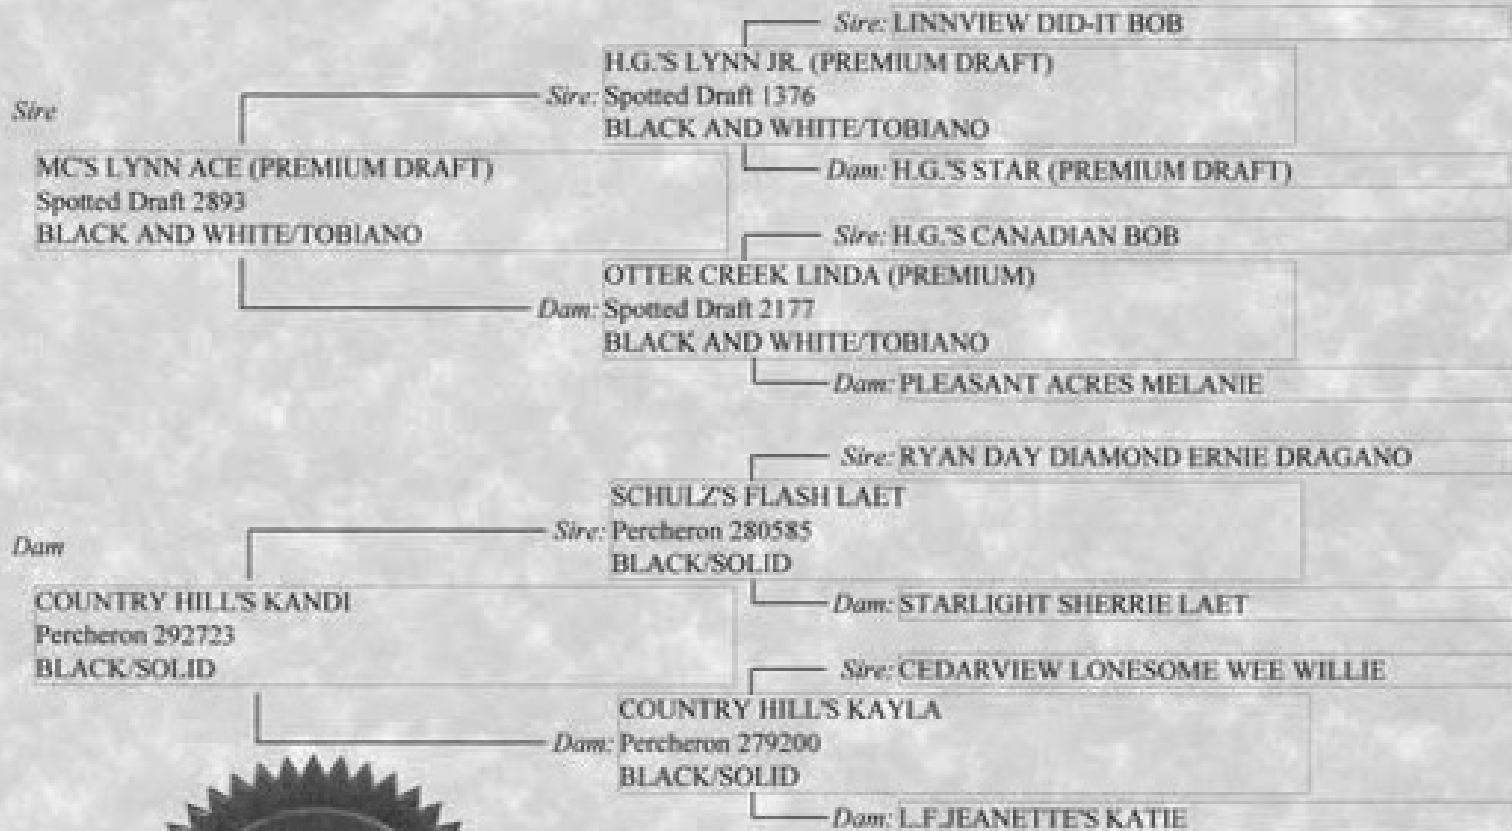 Sire: LINNVIEW DID-IT BOB
H.G.'S LYNN JR. (PREMIUM DRAFT)
Sire: Spotted Draft 1376
BLACK AND WHITE/TOBIANO
Sire
MC'S LYNN ACE (PREMIUM DRAFT)
Spotted Draft 2893
BLACK AND WHITE/TOBIANO
Dam: H.G.'S STAR (PREMIUM DRAFT)
Sire: H.G.'S CANADIAN BOB
OTTER CREEK LINDA (PREMIUM)
Dam: Spotted Draft 2177
BLACK AND WHITE/TOBIANO
Dam: PLEASANT ACRES MELANIE
Sire: RYAN DAY DIAMOND ERNIE DRAGANO
SCHULZ'S FLASH LAET
Sire: Percheron 280585
BLACK/SOLID
Dam
COUNTRY HILL'S KANDI
Percheron 292723
BLACK/SOLID
Dam: STARLIGHT SHERRIE LAET
Sire: CEDARVIEW LONESOME WEE WILLIE
COUNTRY HILL'S KAYLA
Dam: Percheron 279200
BLACK/SOLID
Dam: L.F.JEANETTE'S KATIE